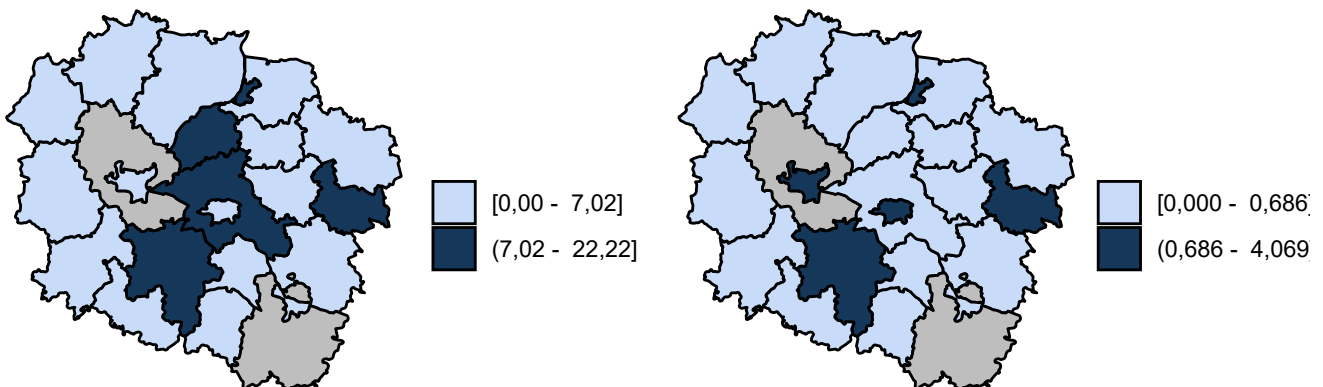 [0,00 - 7,02]
(7,02 - 22,22]
[0,000 - 0,686]
(0,686 - 4,069]